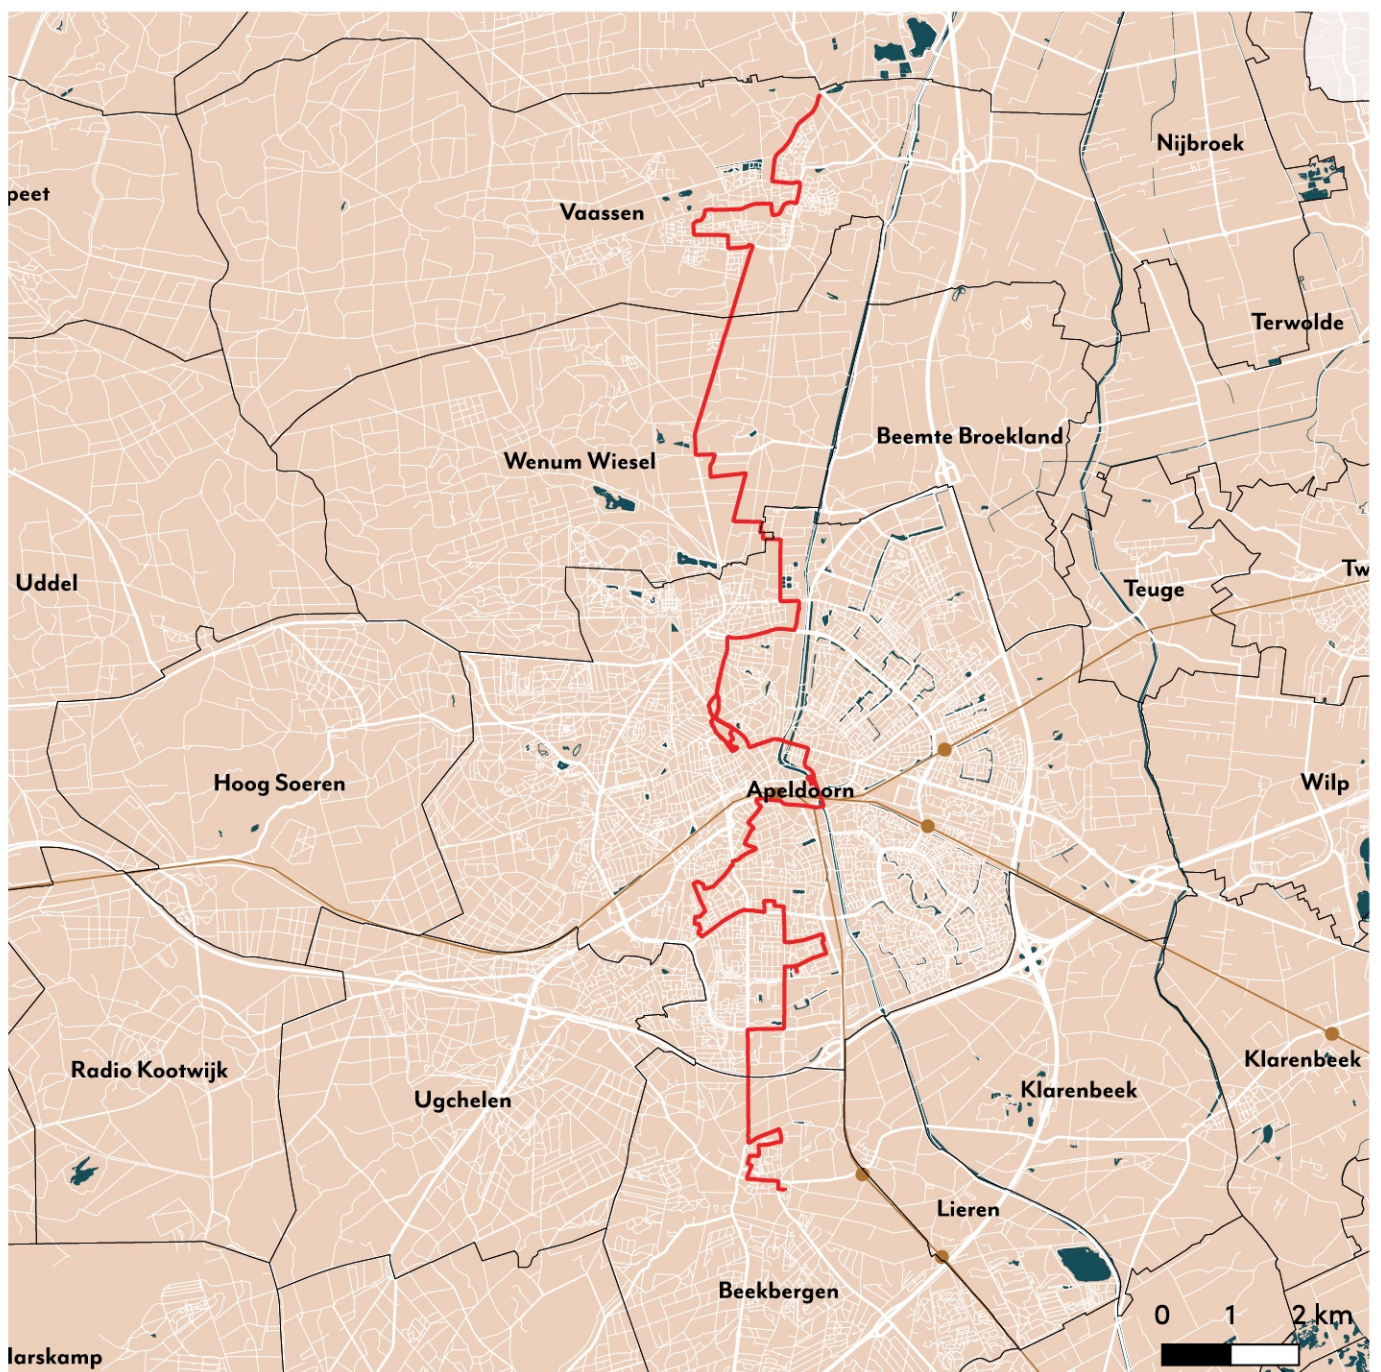 Nijbroek
peet
Vaassen
Terwolde
Beemte Broekland
Wenum Wiesel
Uddel
Tw
Teuge
Hoog Soeren
Apeldoorn
Wilp
Klarenbeek
Radio Kootwijk
Klarenbeek
Ugchelen
Lieren
Beekbergen
0 1 2 km
larskamp